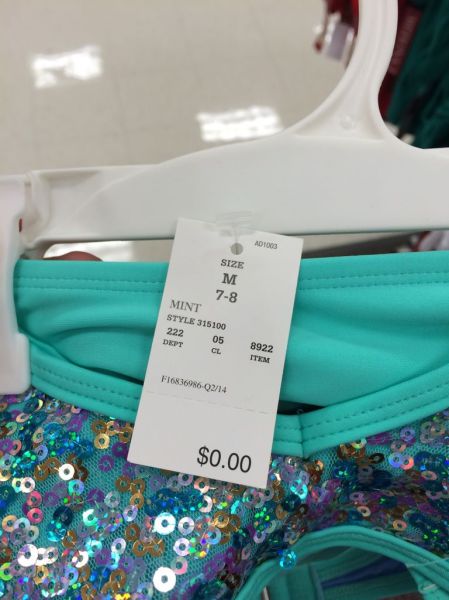 AD1003
SIZE
M
7-8
MINT
STYLE 315100
222 05 8922
DEPT CL ITEM
F16836986-Q2/14
$0.00